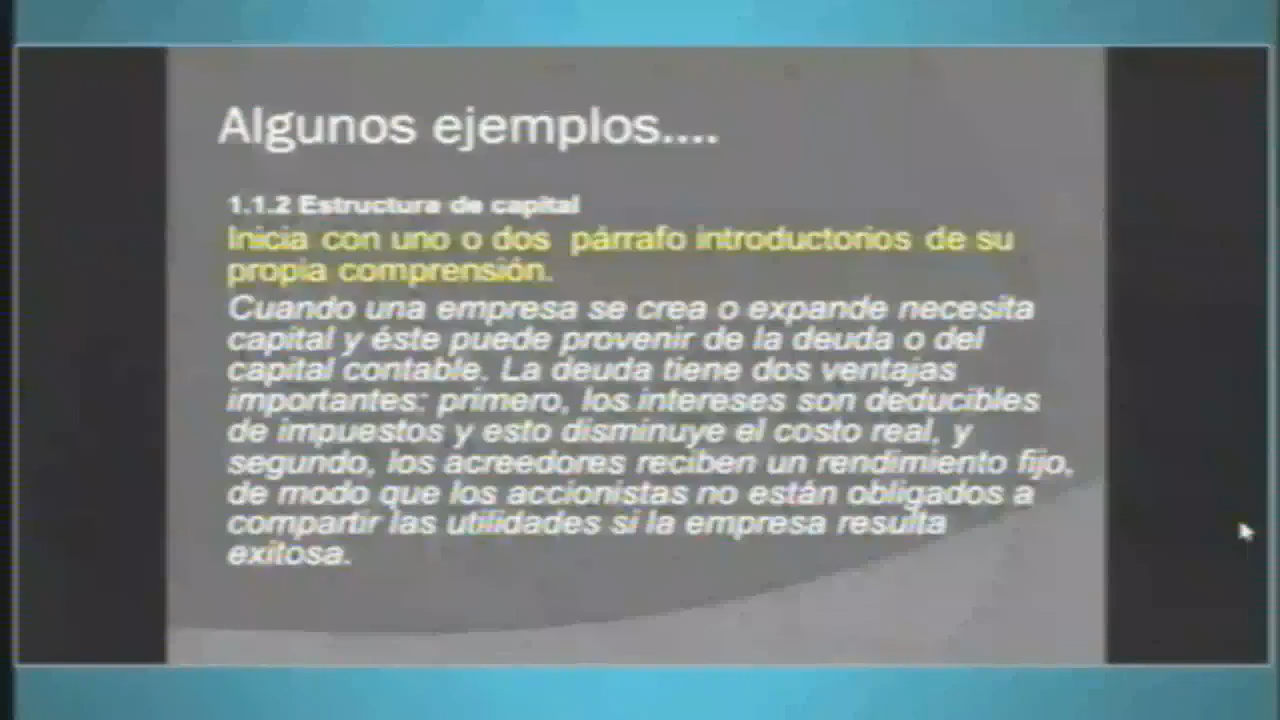 Algunos ejemplos....
1.1.2 Estructura de capital
Inicia con uno o dos párrafo introductorios de su
propia comprensión.
Cuando una empresa se crea o expande necesita
capital y éste puede provenir de la deuda o del
capital contable. La deuda tiene dos ventajas
importantes: primero, los intereses son deducibles
de impuestos y esto disminuye el costo real, y
segundo, los acreedores reciben un rendimiento fijo,
de modo que los accionistas no están obligados a
compartir las utilidades si la empresa resulta
exitosa.